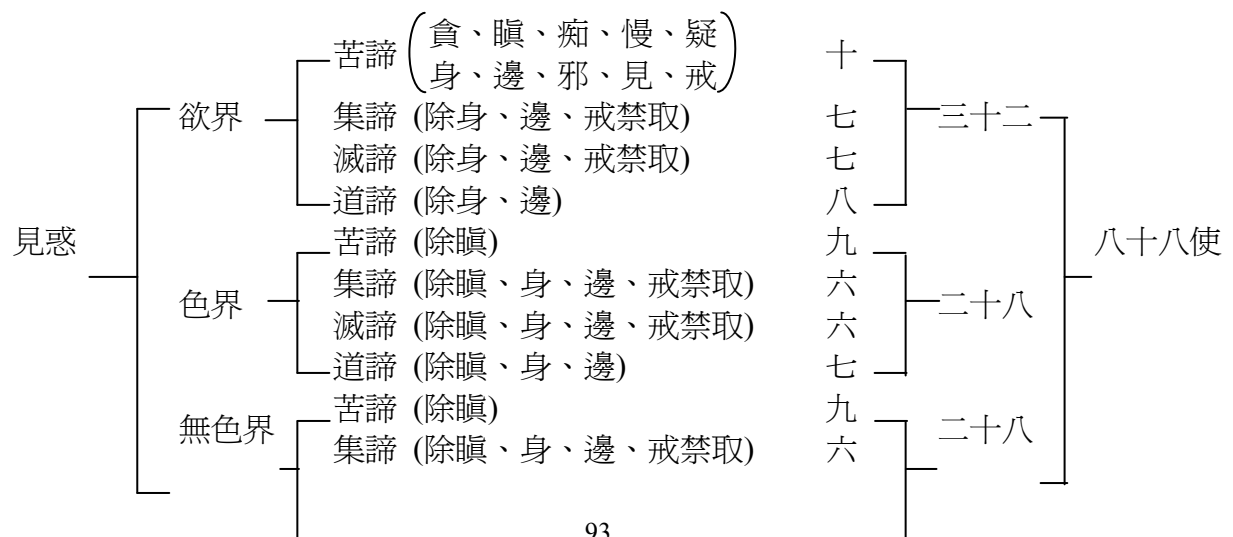 苦諦 (貪、瞋、痴、慢、疑 十
身、邊、邪、見、戒)
欲界 集諦 (除身、邊、戒禁取) 七 三十二
滅諦 (除身、邊、戒禁取) 七
道諦 (除身、邊) 八
見惑 苦諦 (除瞋) 九 八十八使
集諦 (除瞋、身、邊、戒禁取) 六
色界 滅諦 (除瞋、身、邊、戒禁取) 六 二十八
道諦 (除瞋、身、邊) 七
苦諦 (除瞋) 九
無色界 集諦 (除瞋、身、邊、戒禁取) 六 二十八
93